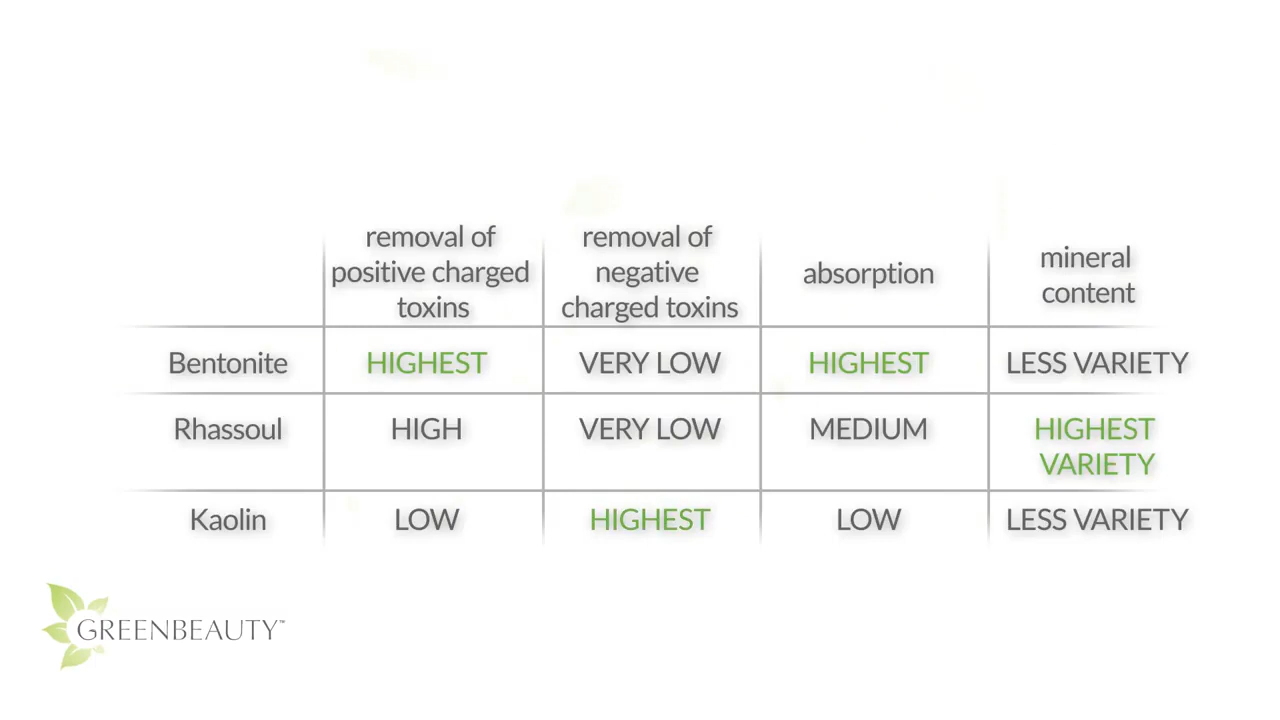 removal of
positive charged
toxins
removal of
negative
charged toxins
absorption
mineral
content
Bentonite
HIGHEST
VERY LOW
HIGHEST
LESS VARIETY
Rhassoul
HIGH
VERY LOW
MEDIUM
HIGHEST
VARIETY
Kaolin
LOW
HIGHEST
LOW
LESS VARIETY
GREENBEAUTY™